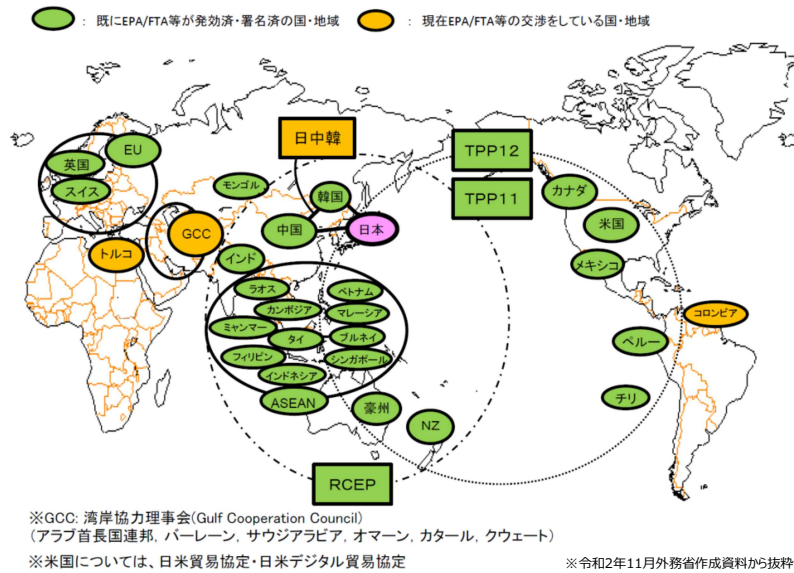 ： 既にEPA/FTA等が発効済・署名済の国・地域
： 現在EPA/FTA等の交渉をしている国・地域
日中韓
TPP12
TPP11
EU
英国
スイス
モンゴル
韓国
中国
日本
カナダ
米国
メキシコ
GCC
トルコ
インド
ラオス
ベトナム
カンボジア
マレーシア
ミャンマー
タイ
ブルネイ
フィリピン
シンガポール
インドネシア
ASEAN
豪州
NZ
コロンビア
ペルー
チリ
RCEP
※GCC: 湾岸協力理事会(Gulf Cooperation Council)
(アラブ首長国連邦, バーレーン, サウジアラビア, オマーン, カタール, クウェート)
※米国については、日米貿易協定・日米デジタル貿易協定
※令和2年11月外務省作成資料から抜粋